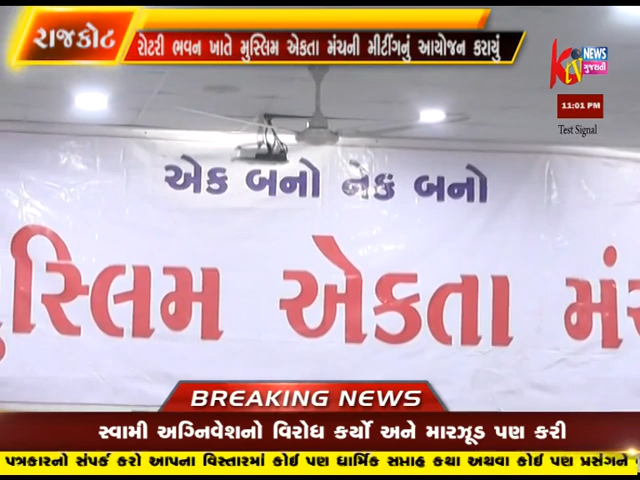 રાજકોટ
રોટરી ભવન ખાતે મુસ્લિમ એકતા મંચની મીટીંગનું આયોજન કરાયું
K TV NEWS
ગુજરાતી
11:01 PM
Test Signal
એક બનો નેક બનો
મુસ્લિમ એકતા મંચ
BREAKING NEWS
સ્વામી અગ્નિવેશનો વિરોધ કર્યો અને મારઝૂડ પણ કરી
પત્રકારનો સંપર્ક કરો આપના વિસ્તારમાં કોઈ પણ ધાર્મિક સપ્તાહ કથા અથવા કોઈ પણ પ્રસંગને